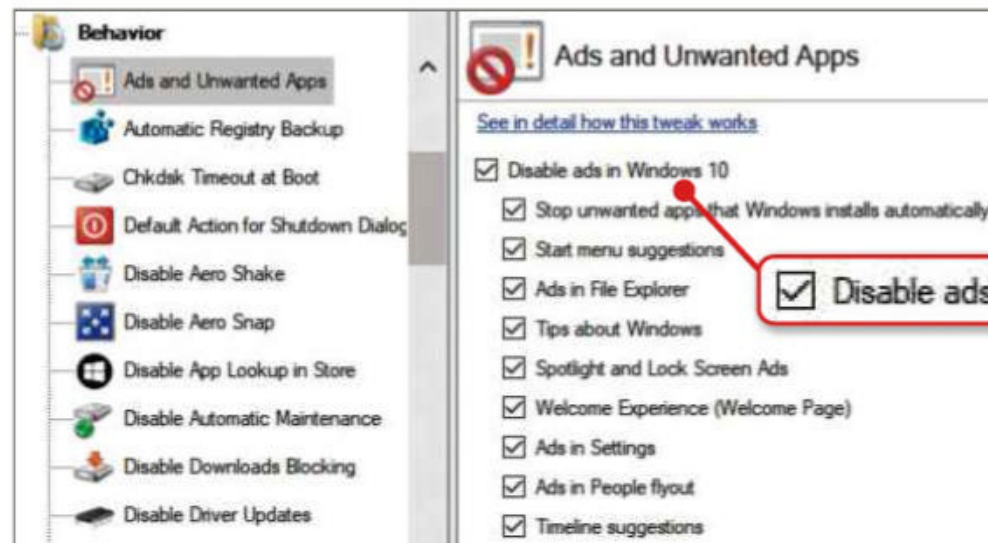 Behavior
Ads and Unwanted Apps
Automatic Registry Backup
Chkdsk Timeout at Boot
Default Action for Shutdown Dialog
Disable Aero Shake
Disable Aero Snap
Disable App Lookup in Store
Disable Automatic Maintenance
Disable Downloads Blocking
Disable Driver Updates
Ads and Unwanted Apps
See in detail how this tweak works
Disable ads in Windows 10
Stop unwanted apps that Windows installs automatically
Start menu suggestions
Ads in File Explorer
Disable ads
Tips about Windows
Spotlight and Lock Screen Ads
Welcome Experience (Welcome Page)
Ads in Settings
Ads in People flyout
Timeline suggestions